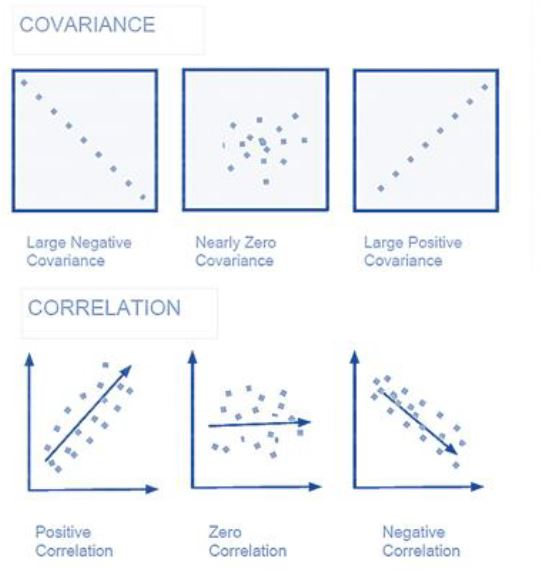 COVARIANCE
Large Negative
Covariance
Nearly Zero
Covariance
Large Positive
Covariance
CORRELATION
Positive
Correlation
Zero
Correlation
Negative
Correlation